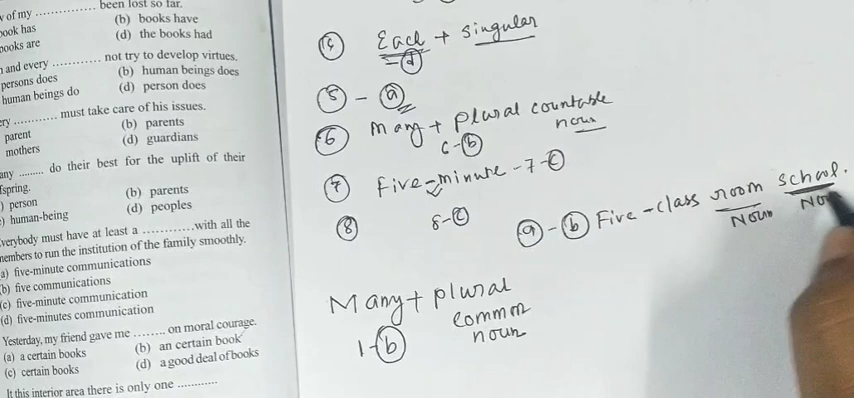 of my .............. been lost so far.
ook has (b) books have
ooks are (d) the books had
and every ............ not try to develop virtues.
persons does (b) human beings does
human beings do (d) person does
ry ............ must take care of his issues.
parent (b) parents
mothers (d) guardians
any ......... do their best for the uplift of their
fspring.
) person (b) parents
) human-being (d) peoples
verybody must have at least a ............with all the
members to run the institution of the family smoothly.
a) five-minute communications
b) five communications
(c) five-minute communication
(d) five-minutes communication
Yesterday, my friend gave me ........ on moral courage.
(a) a certain books (b) an certain book
(c) certain books (d) a good deal of books
It this interior area there is only one ............
Each + singular
- d
5 - a
6 Many + plural countable
noun
6-b
7 Five-minute - 7-c
8 8-c
9 - b Five-class room school.
Noun Nou
Many + plural
common
noun
1-b